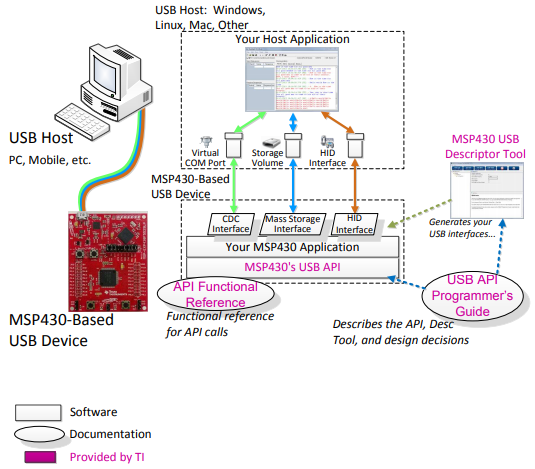 USB Host: Windows,
Linux, Mac, Other
Your Host Application
Virtual
COM Port
Storage
Volume
HID
Interface
USB Host
PC, Mobile, etc.
MSP430-Based
USB Device
MSP430 USB
Descriptor Tool
Generates your
USB interfaces...
CDC
Interface
Mass Storage
Interface
HID
Interface
Your MSP430 Application
MSP430's USB API
API Functional
Reference
Functional reference
for API calls
USB API
Programmer's
Guide
Describes the API, Desc
Tool, and design decisions
MSP430-Based
USB Device
Software
Documentation
Provided by TI